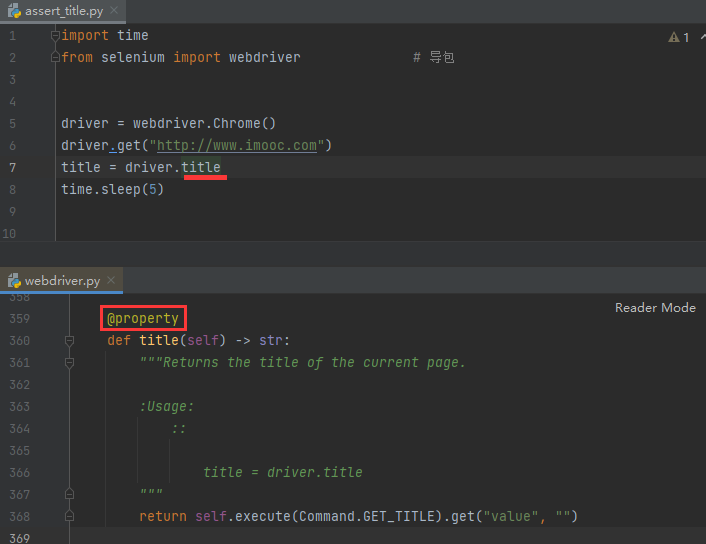 assert_title.py
1 import time
2 from selenium import webdriver # 导包
3
4
5 driver = webdriver.Chrome()
6 driver.get("http://www.imooc.com")
7 title = driver.title
8 time.sleep(5)
9
10
1
webdriver.py
358
Reader Mode
359 @property
360 def title(self) -> str:
361 """Returns the title of the current page.
362
363 :Usage:
364 ::
365
366 title = driver.title
367 """
368 return self.execute(Command.GET_TITLE).get("value", "")
369